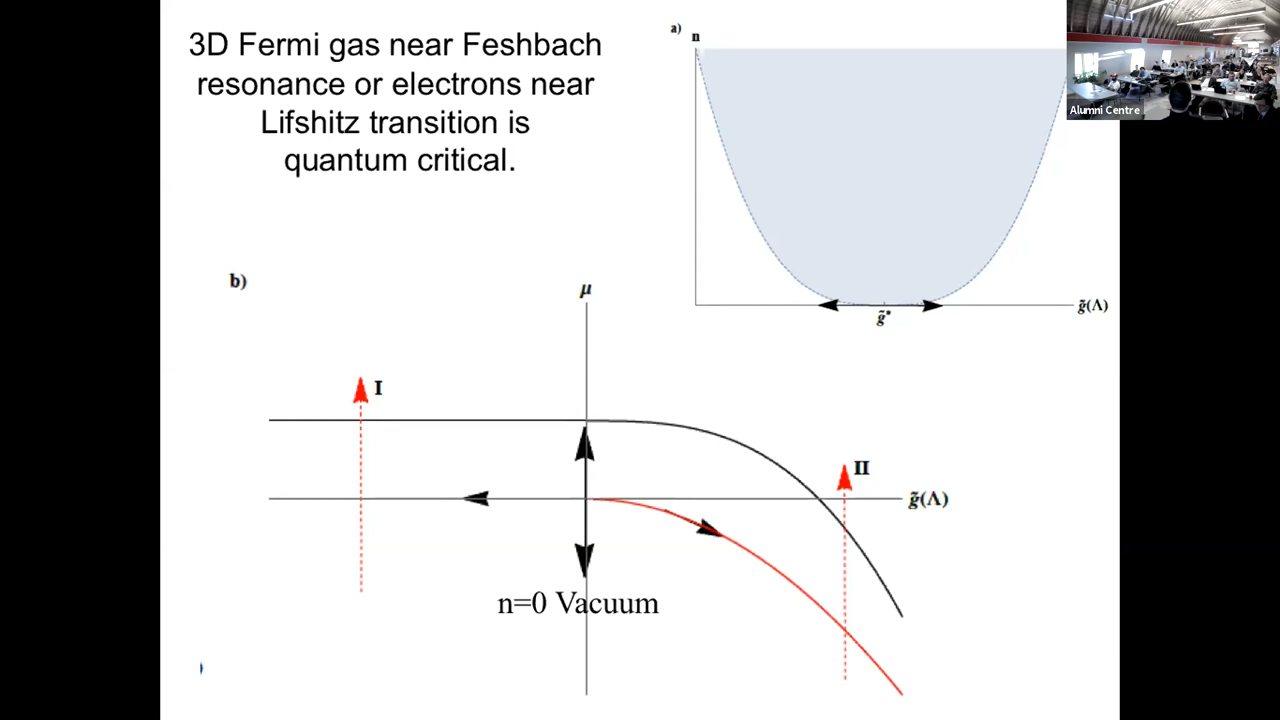 3D Fermi gas near Feshbach
resonance or electrons near
Lifshitz transition is
quantum critical.
a)
n
g̃*
g̃(Λ)
Alumni Centre
b)
μ
I
II
g̃(Λ)
n=0 Vacuum